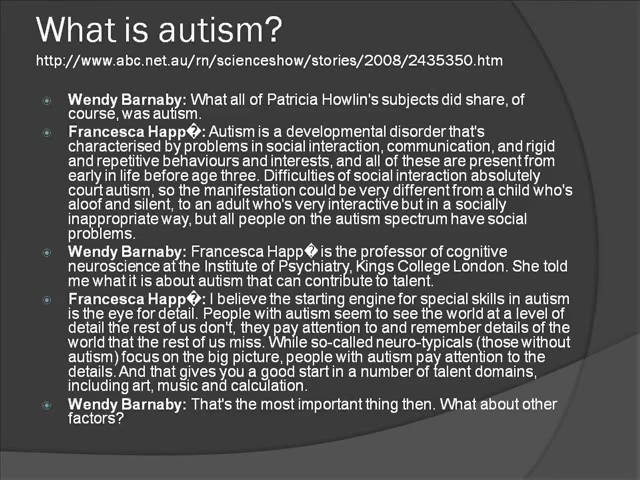 What is autism?
http://www.abc.net.au/rn/scienceshow/stories/2008/2435350.htm
Wendy Barnaby: What all of Patricia Howlin's subjects did share, of
course, was autism.
Francesca Happ�: Autism is a developmental disorder that's
characterised by problems in social interaction, communication, and rigid
and repetitive behaviours and interests, and all of these are present from
early in life before age three. Difficulties of social interaction absolutely
court autism, so the manifestation could be very different from a child who's
aloof and silent, to an adult who's very interactive but in a socially
inappropriate way, but all people on the autism spectrum have social
problems.
Wendy Barnaby: Francesca Happ� is the professor of cognitive
neuroscience at the Institute of Psychiatry, Kings College London. She told
me what it is about autism that can contribute to talent.
Francesca Happ�: I believe the starting engine for special skills in autism
is the eye for detail. People with autism seem to see the world at a level of
detail the rest of us don't, they pay attention to and remember details of the
world that the rest of us miss. While so-called neuro-typicals (those without
autism) focus on the big picture, people with autism pay attention to the
details. And that gives you a good start in a number of talent domains,
including art, music and calculation.
Wendy Barnaby: That's the most important thing then. What about other
factors?